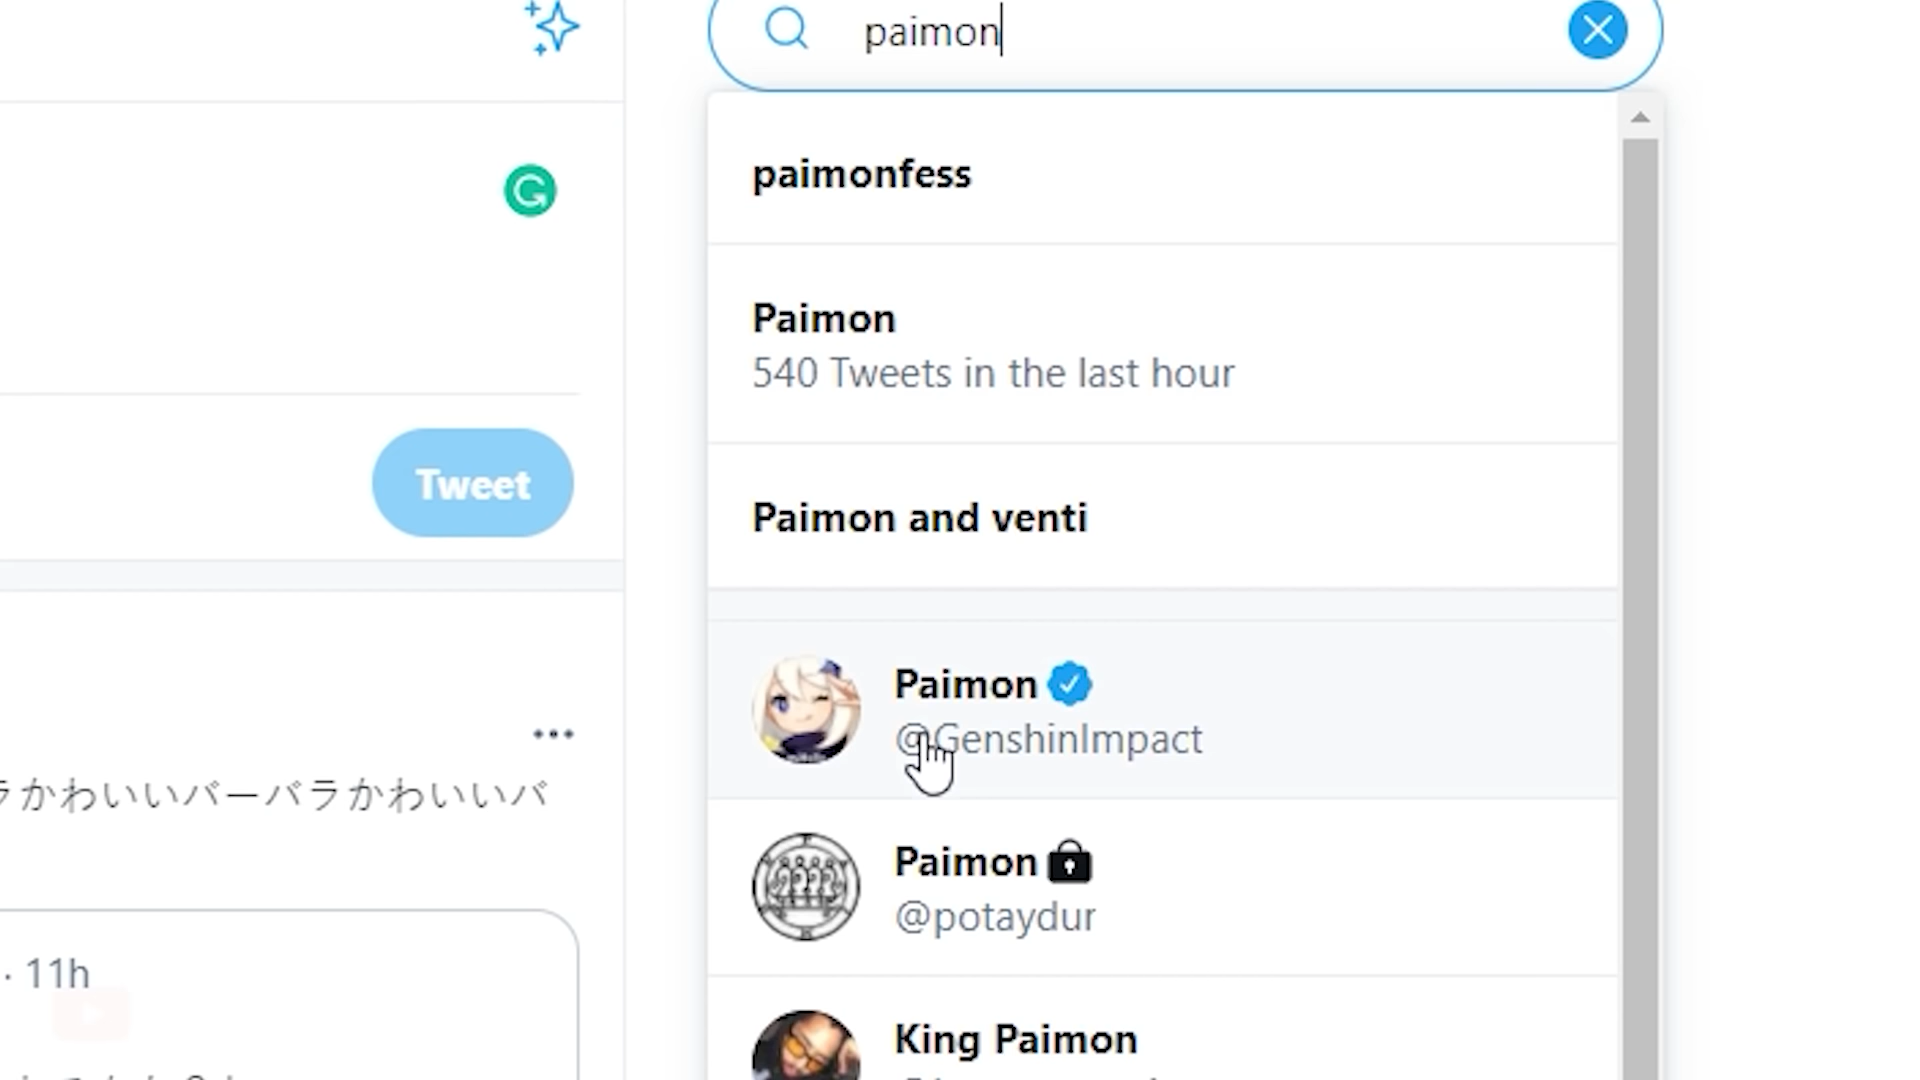 paimon
paimonfess
Paimon
540 Tweets in the last hour
Tweet
Paimon and venti
Paimon
@GenshinImpact
ラかわいいバーバラかわいいバ
Paimon
@potaydur
· 11h
King Paimon